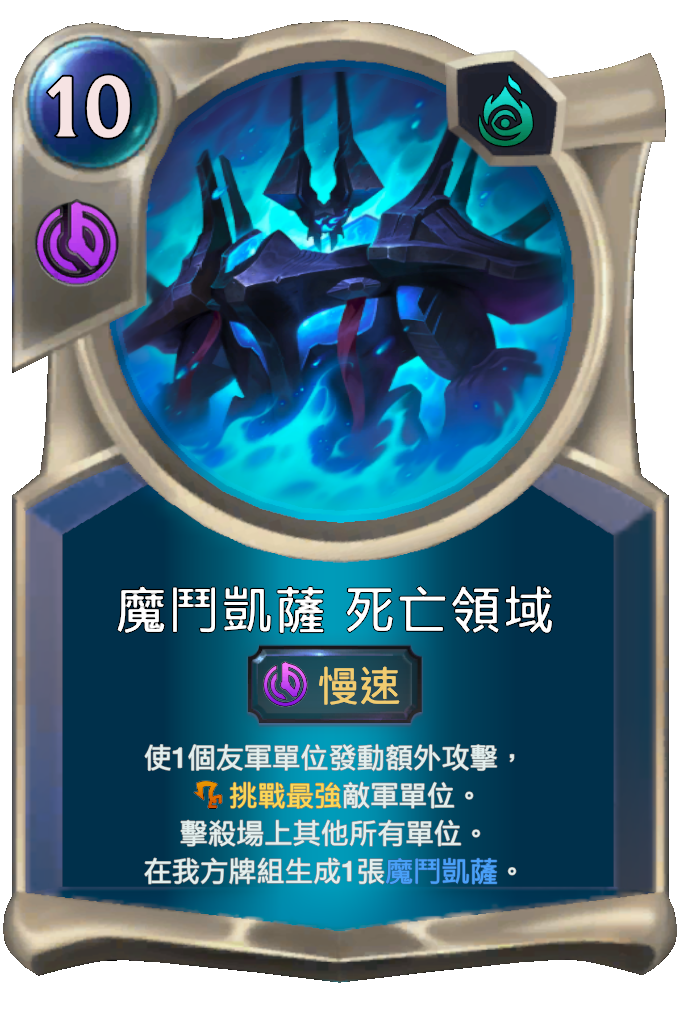 10
魔鬥凱薩 死亡領域
慢速
使1個友軍單位發動額外攻擊，
挑戰最強敵軍單位。
擊殺場上其他所有單位。
在我方牌組生成1張魔鬥凱薩。